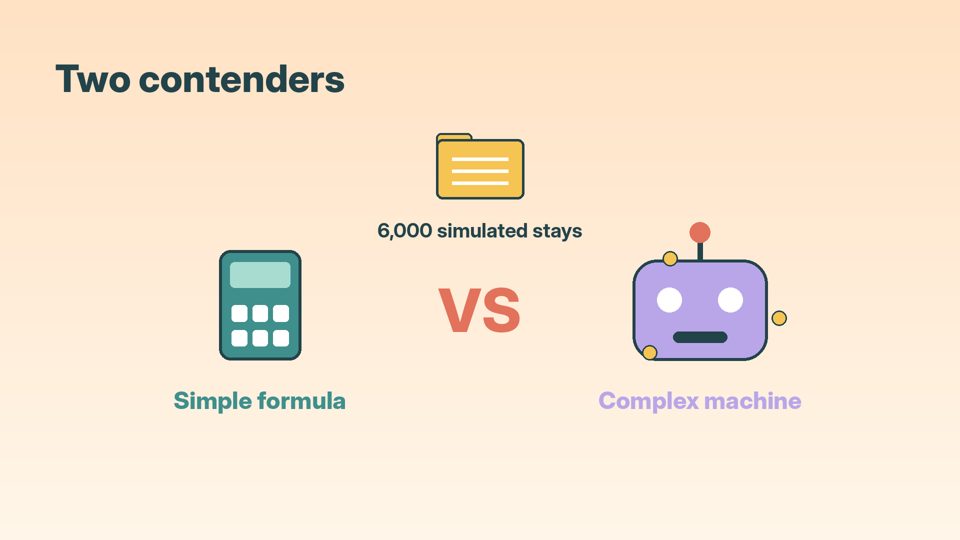 Two contenders
6,000 simulated stays
VS
Simple formula
Complex machine